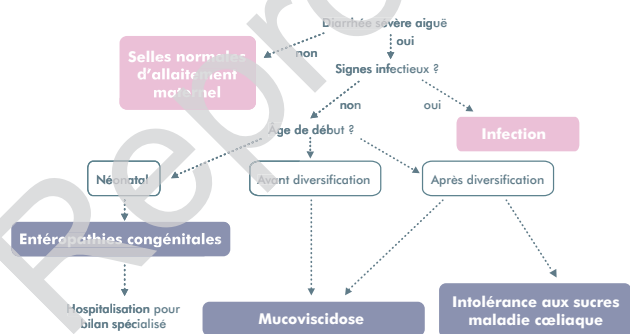 Diarrhée sévère aiguë
non
oui
Selles normales
d'allaitement
maternel
Signes infectieux ?
non
oui
Infection
Âge de début ?
Néonatal
Avant diversification
Après diversification
Entéropathies congénitales
Hospitalisation pour
bilan spécialisé
Mucoviscidose
Intolérance aux sucres
maladie cœliaque
Repro